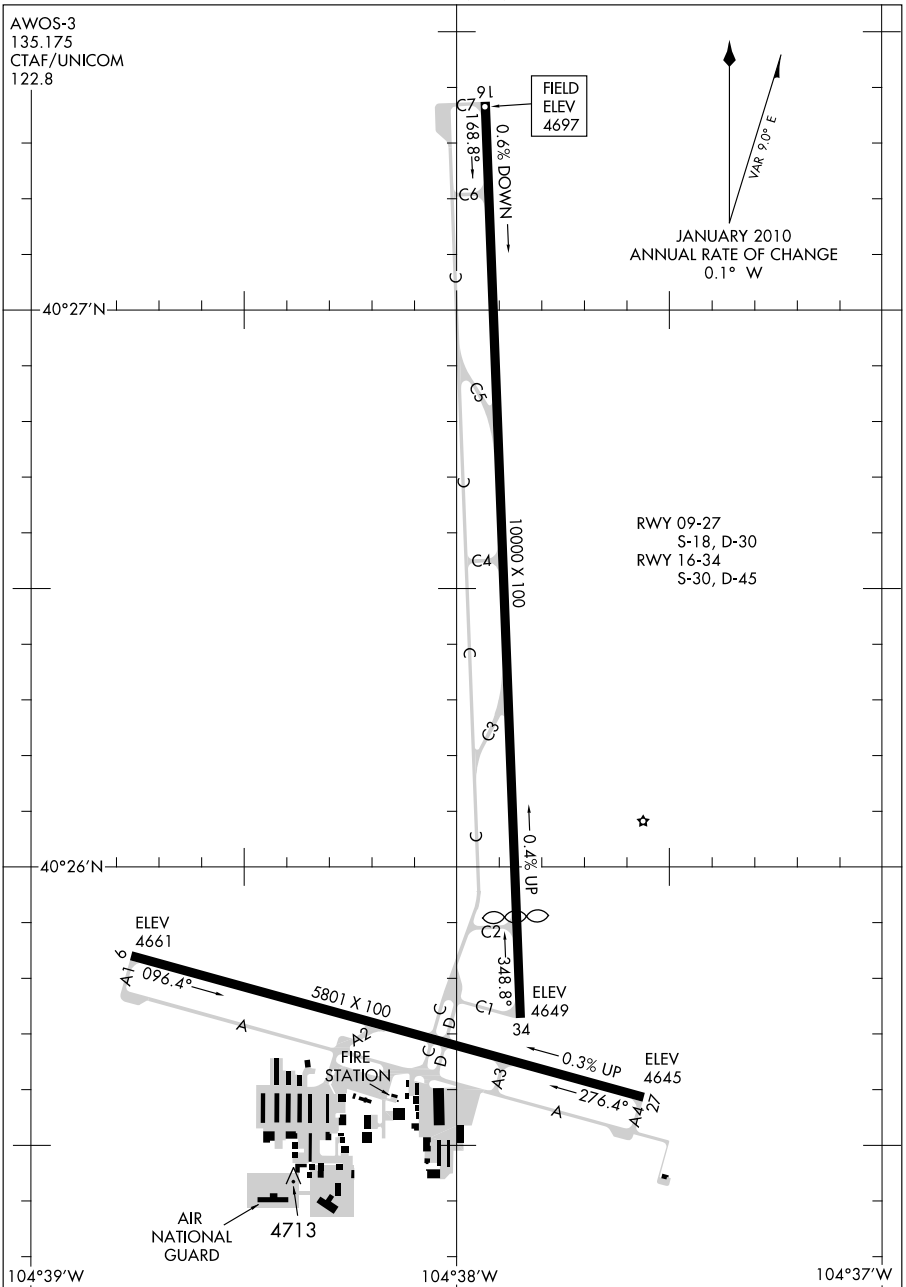 AWOS-3
135.175
CTAF/UNICOM
122.8
FIELD
ELEV
4697
16
C7
168.8°
0.6% DOWN
C6
VAR 9.0° E
JANUARY 2010
ANNUAL RATE OF CHANGE
0.1° W
C
40°27'N
C5
C
10000 X 100
RWY 09-27
S-18, D-30
RWY 16-34
S-30, D-45
C4
C
C3
C
0.4% UP
40°26'N
C2
348.8°
ELEV
4661
9
A1
096.4°
5801 X 100
C
D
C1
ELEV
4649
34
A
A2
C
D
FIRE
STATION
0.3% UP
ELEV
4645
276.4°
27
A3
A
A4
4713
AIR
NATIONAL
GUARD
104°39'W
104°38'W
104°37'W